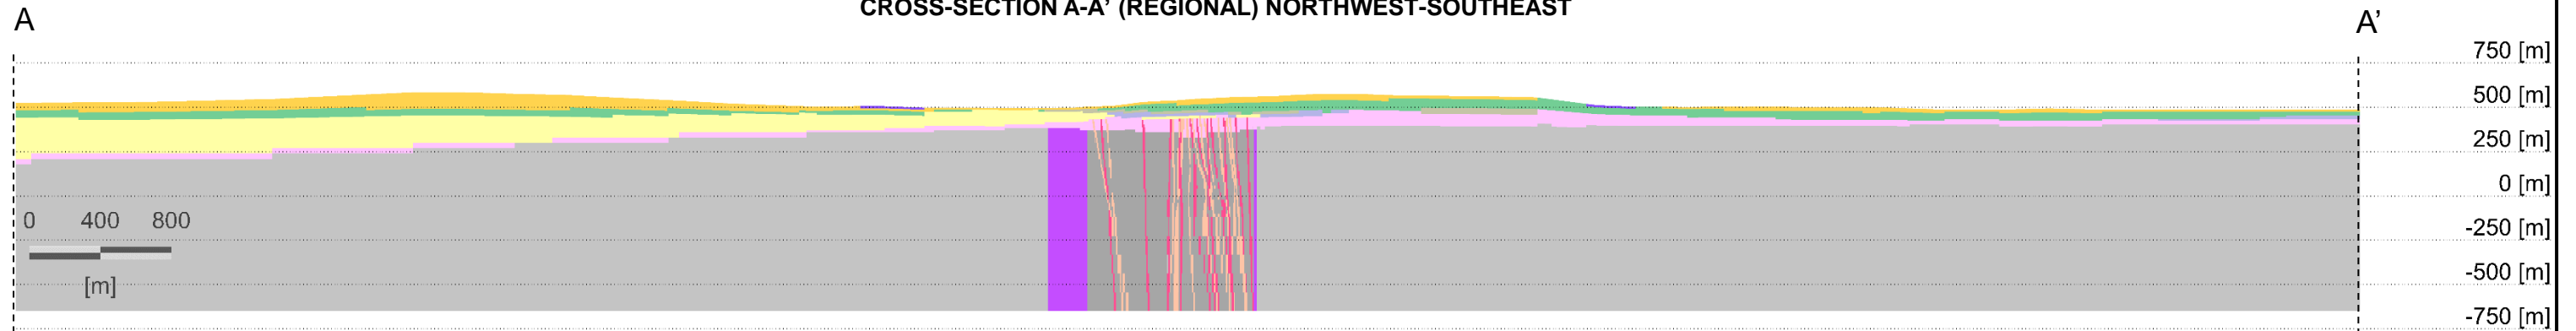 CROSS-SECTION A-A’ (REGIONAL) NORTHWEST-SOUTHEAST
A
A’
750 [m]
500 [m]
250 [m]
0 [m]
-250 [m]
-500 [m]
-750 [m]
0 400 800
[m]